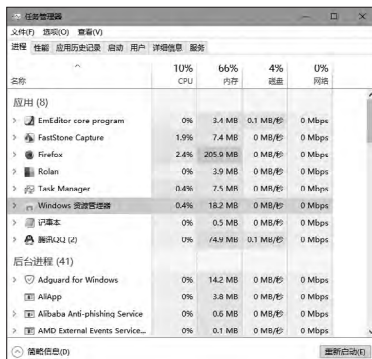 任务管理器
文件(F) 选项(O) 查看(V)
进程 性能 应用历史记录 启动 用户 详细信息 服务
10% 66% 4% 0%
名称 CPU 内存 磁盘 网络
应用 (8)
EmEditor core program 0% 3.4 MB 0.1 MB/秒 0 Mbps
FastStone Capture 1.9% 7.4 MB 0 MB/秒 0 Mbps
Firefox 2.4% 205.9 MB 0 MB/秒 0 Mbps
Rolan 0% 3.9 MB 0 MB/秒 0 Mbps
Task Manager 0.4% 7.5 MB 0 MB/秒 0 Mbps
Windows 资源管理器 0.4% 18.2 MB 0 MB/秒 0 Mbps
记事本 0% 0.5 MB 0 MB/秒 0 Mbps
腾讯QQ (2) 0% 74.9 MB 0.1 MB/秒 0 Mbps
后台进程 (41)
Adguard for Windows 0% 14.2 MB 0 MB/秒 0 Mbps
AliApp 0% 3.8 MB 0 MB/秒 0 Mbps
Alibaba Anti-phishing Service 0% 0.6 MB 0 MB/秒 0 Mbps
AMD External Events Service... 0% 0.1 MB 0 MB/秒 0 Mbps
简略信息(D) 重新启动(E)